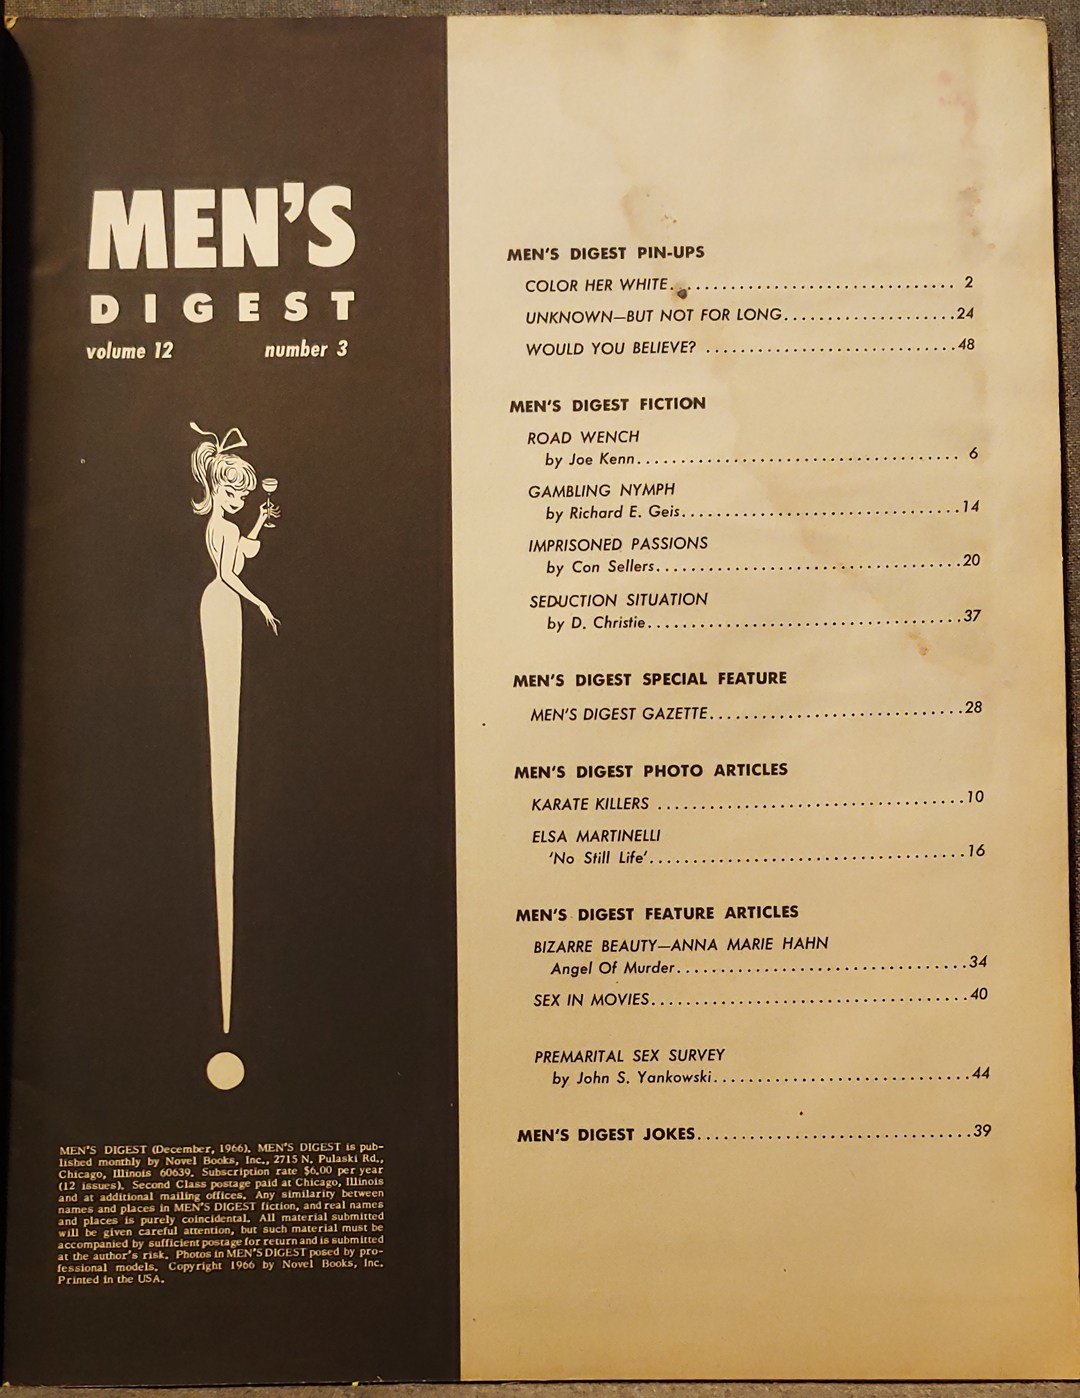 MEN'S
DIGEST
volume 12 number 3
MEN'S DIGEST (December, 1966). MEN'S DIGEST is pub-
lished monthly by Novel Books, Inc., 2715 N. Pulaski Rd.,
Chicago, Illinois 60639. Subscription rate $6.00 per year
(12 issues). Second Class postage paid at Chicago, Illinois
and at additional mailing offices. Any similarity between
names and places in MEN'S DIGEST fiction, and real names
and places is purely coincidental. All material submitted
will be given careful attention, but such material must be
accompanied by sufficient postage for return and is submitted
at the author's risk. Photos in MEN'S DIGEST posed by pro-
fessional models. Copyright 1966 by Novel Books, Inc.
Printed in the USA.
MEN'S DIGEST PIN-UPS
COLOR HER WHITE................................ 2
UNKNOWN—BUT NOT FOR LONG....................24
WOULD YOU BELIEVE? .............................48
MEN'S DIGEST FICTION
ROAD WENCH
by Joe Kenn..................................... 6
GAMBLING NYMPH
by Richard E. Geis................................14
IMPRISONED PASSIONS
by Con Sellers...................................20
SEDUCTION SITUATION
by D. Christie....................................37
MEN'S DIGEST SPECIAL FEATURE
MEN'S DIGEST GAZETTE.............................28
MEN'S DIGEST PHOTO ARTICLES
KARATE KILLERS ...................................10
ELSA MARTINELLI
'No Still Life'....................................16
MEN'S DIGEST FEATURE ARTICLES
BIZARRE BEAUTY—ANNA MARIE HAHN
Angel Of Murder.................................34
SEX IN MOVIES....................................40
PREMARITAL SEX SURVEY
by John S. Yankowski.............................44
MEN'S DIGEST JOKES...............................39